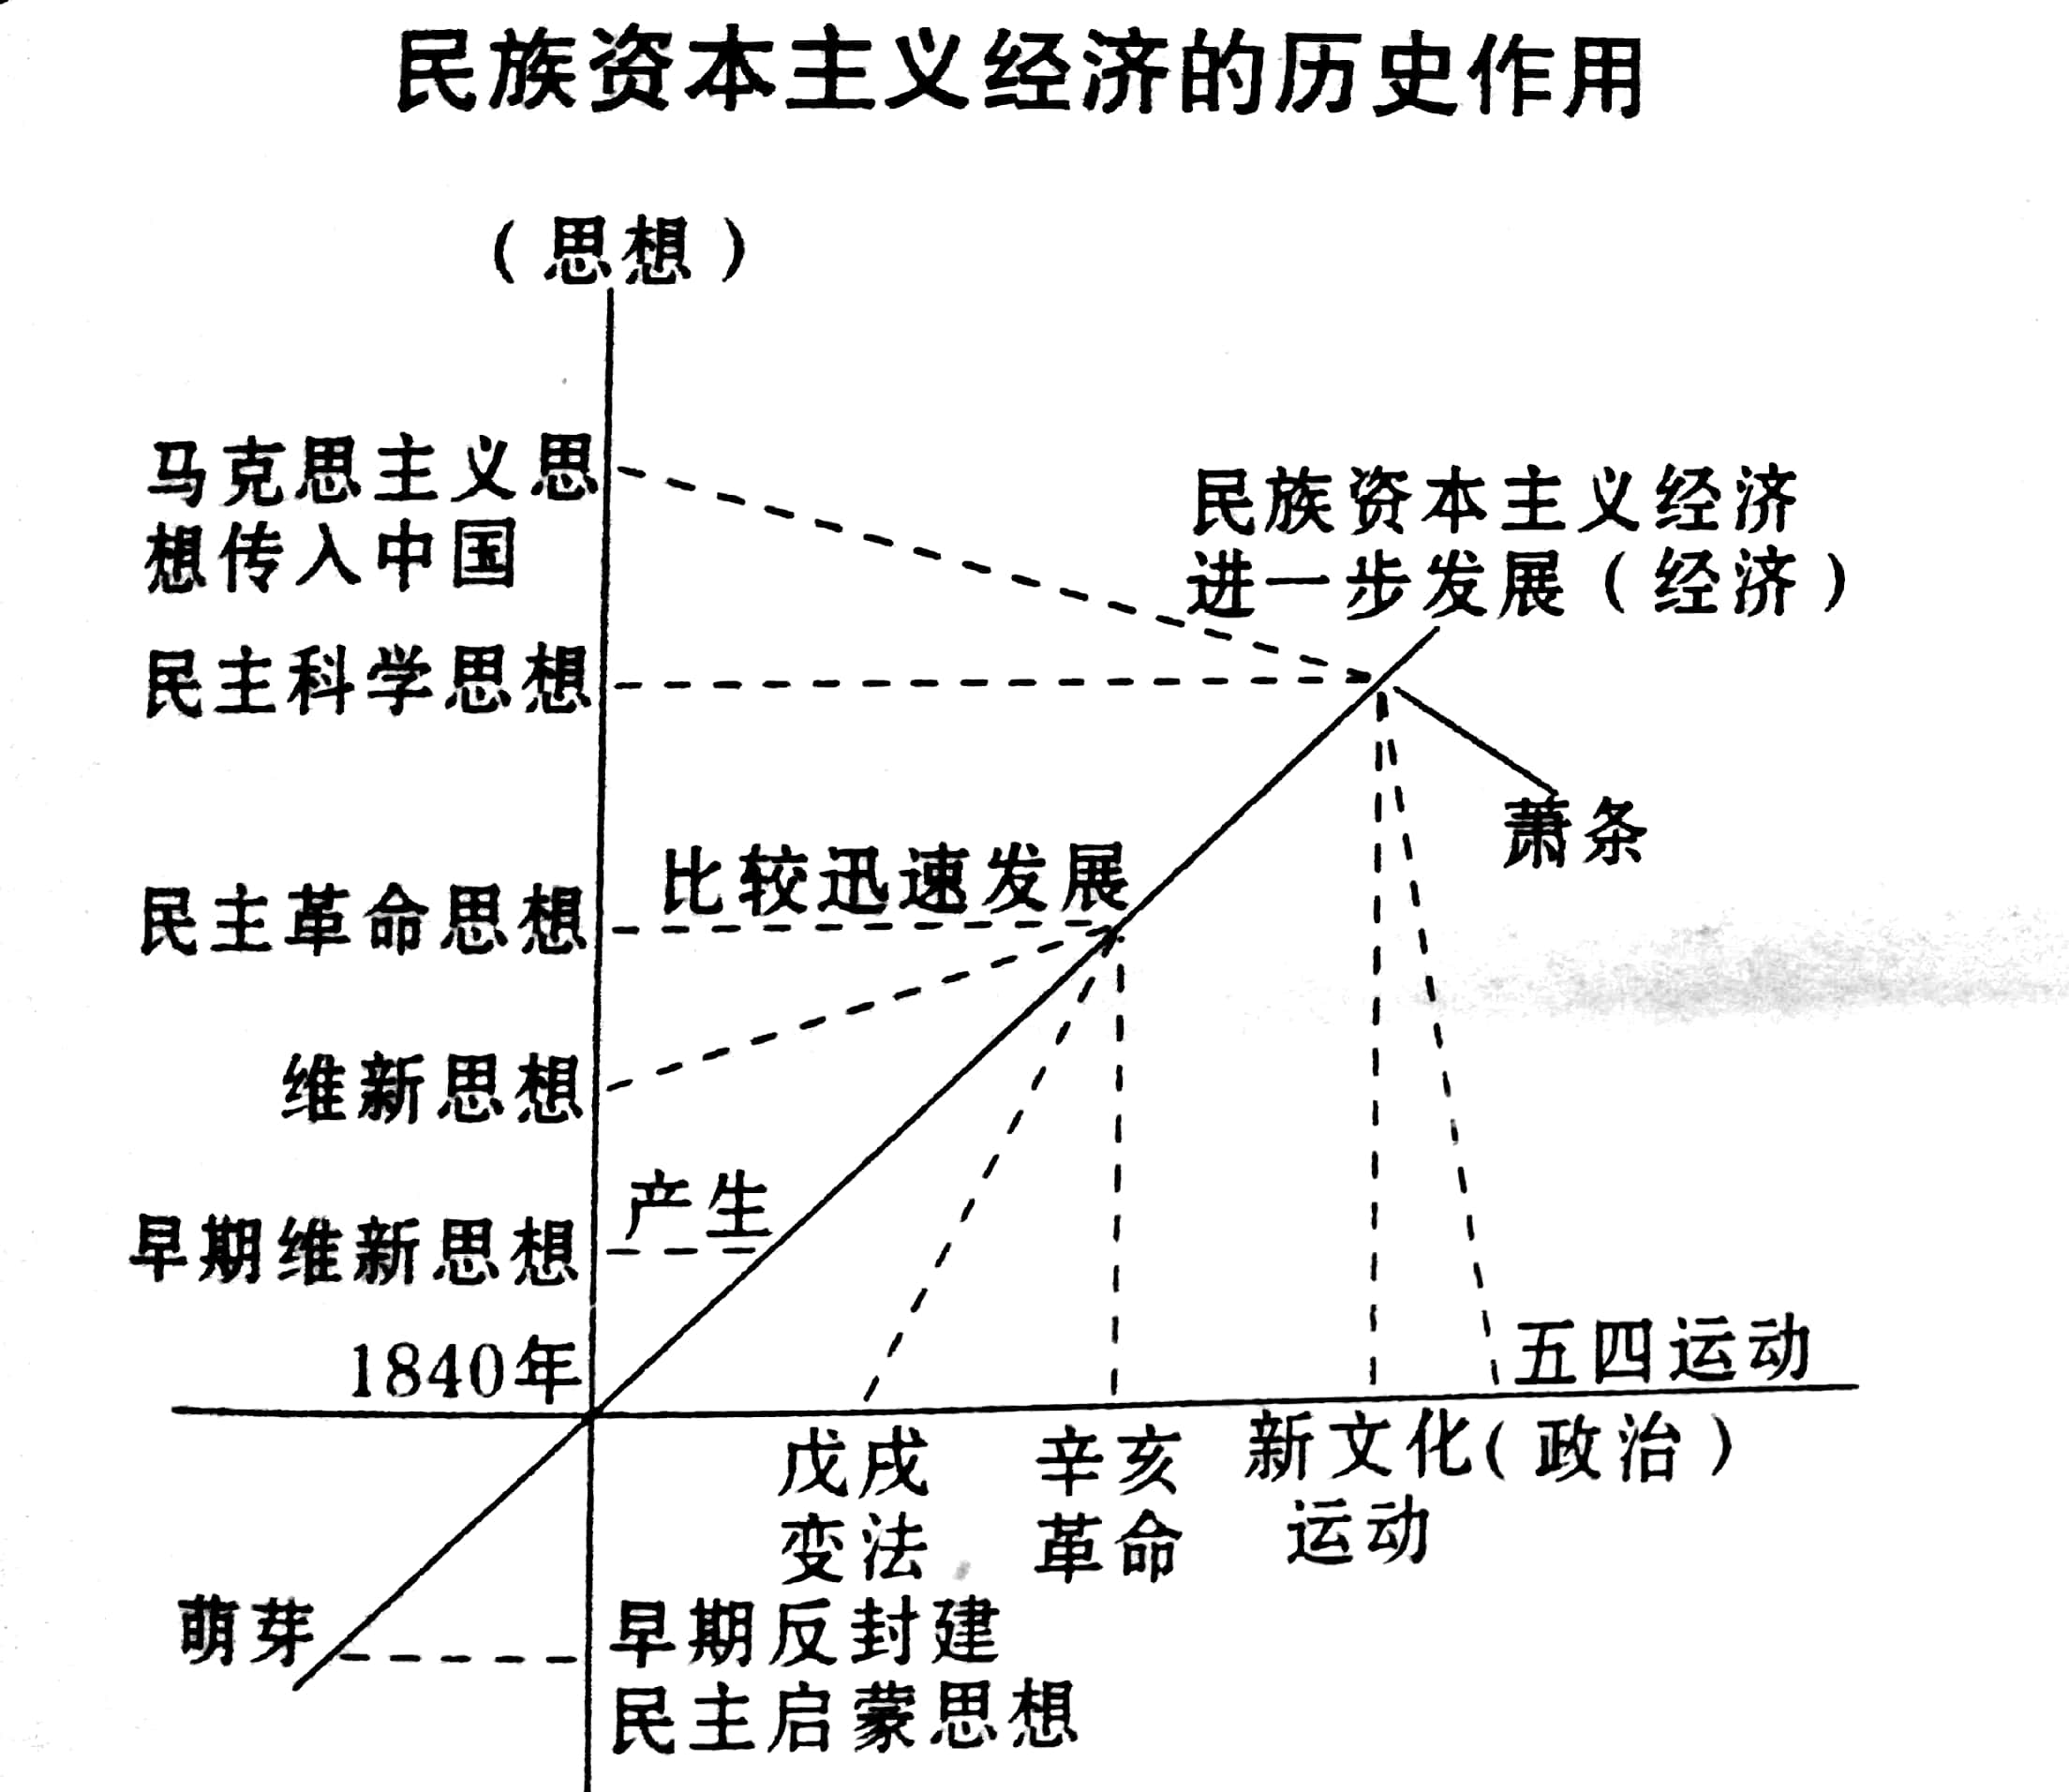 民族资本主义经济的历史作用
（思想）
马克思主义思
想传入中国
民族资本主义经济
进一步发展（经济）
民主科学思想
萧条
比较迅速发展
民主革命思想
维新思想
产生
早期维新思想
1840年
五四运动
戊戌
变法
辛亥
革命
新文化
运动
（政治）
萌芽
早期反封建
民主启蒙思想